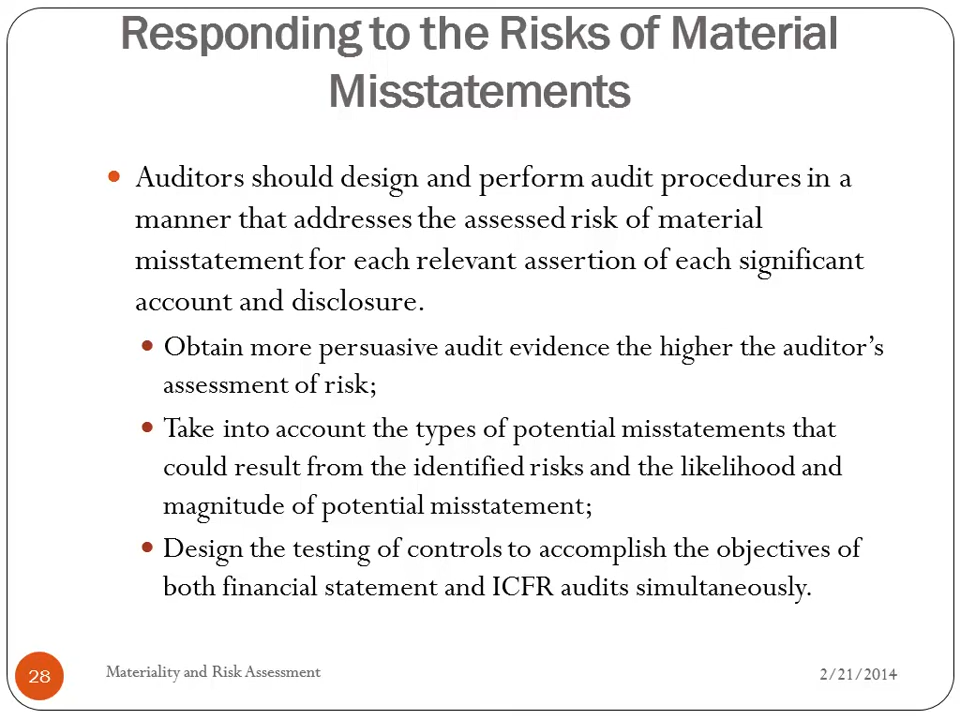 Responding to the Risks of Material
Misstatements
• Auditors should design and perform audit procedures in a
manner that addresses the assessed risk of material
misstatement for each relevant assertion of each significant
account and disclosure.
• Obtain more persuasive audit evidence the higher the auditor’s
assessment of risk;
• Take into account the types of potential misstatements that
could result from the identified risks and the likelihood and
magnitude of potential misstatement;
• Design the testing of controls to accomplish the objectives of
both financial statement and ICFR audits simultaneously.
28
Materiality and Risk Assessment
2/21/2014